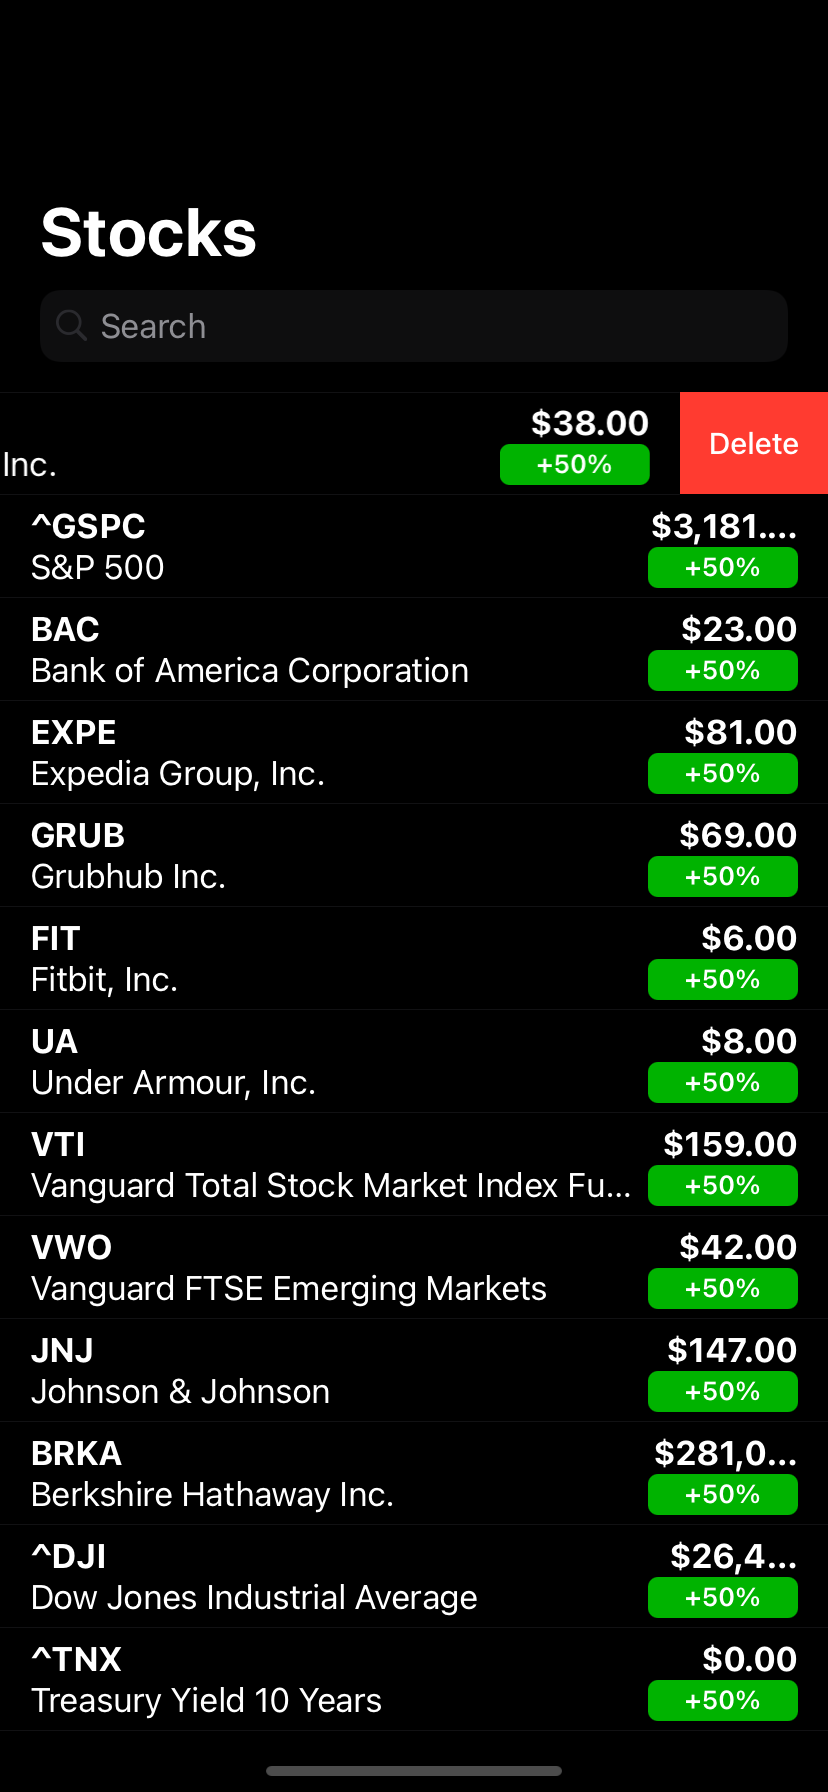 Stocks
Search
$38.00
Inc.
+50%
Delete
^GSPC
$3,181....
S&P 500
+50%
BAC
$23.00
Bank of America Corporation
+50%
EXPE
$81.00
Expedia Group, Inc.
+50%
GRUB
$69.00
Grubhub Inc.
+50%
FIT
$6.00
Fitbit, Inc.
+50%
UA
$8.00
Under Armour, Inc.
+50%
VTI
$159.00
Vanguard Total Stock Market Index Fu...
+50%
VWO
$42.00
Vanguard FTSE Emerging Markets
+50%
JNJ
$147.00
Johnson & Johnson
+50%
BRKA
$281,0...
Berkshire Hathaway Inc.
+50%
^DJI
$26,4...
Dow Jones Industrial Average
+50%
^TNX
$0.00
Treasury Yield 10 Years
+50%